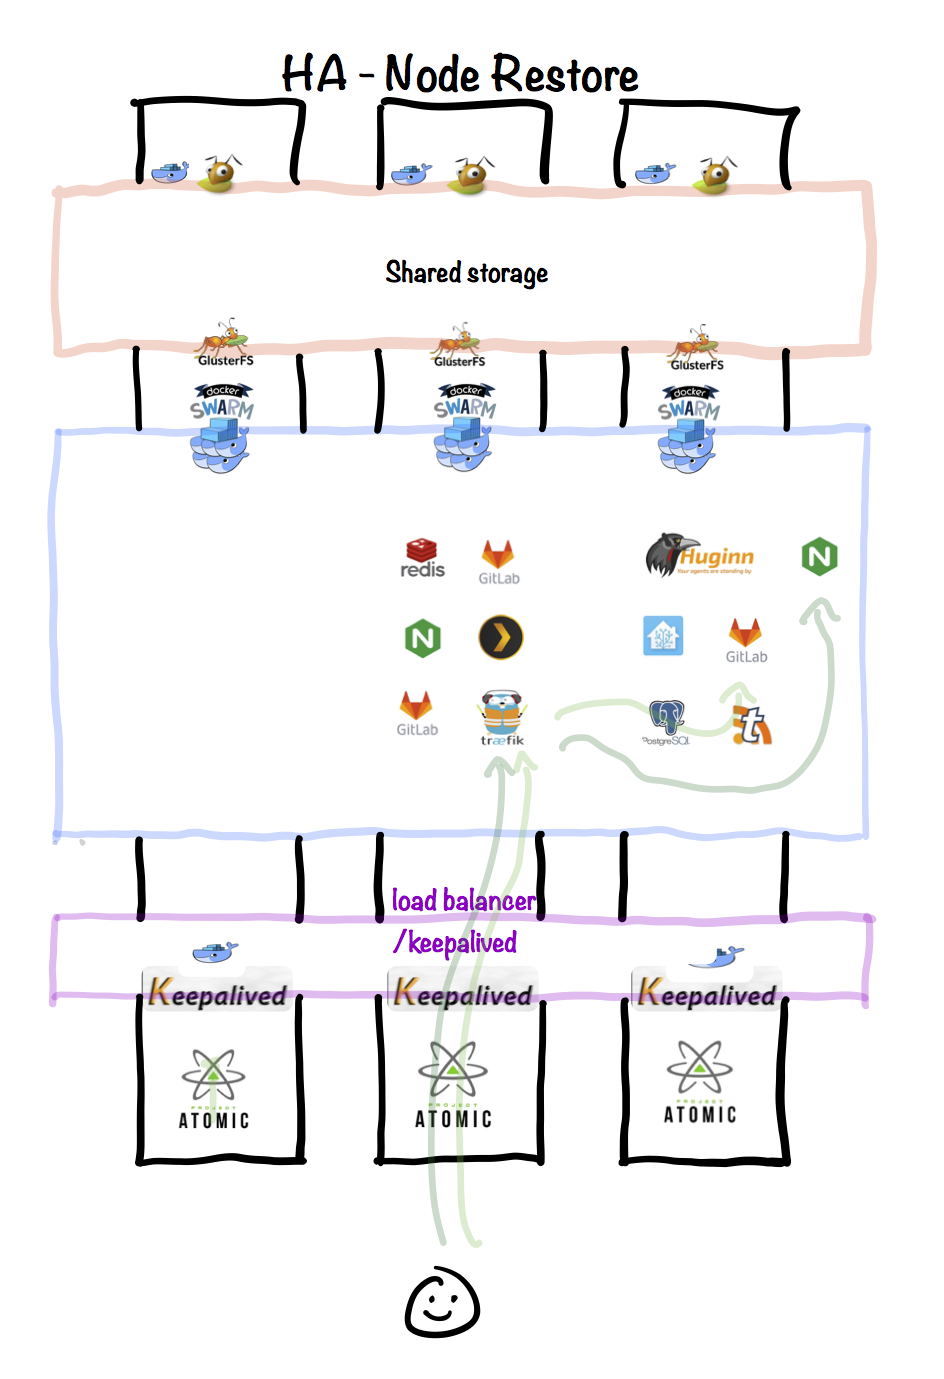 HA - Node Restore
Shared storage
GlusterFS GlusterFS GlusterFS
docker docker docker
SWARM SWARM SWARM
redis GitLab Huginn
Your agents are standing by
GitLab
GitLab træfik PostgreSQL t
load balancer
/keepalived
Keepalived Keepalived Keepalived
PROJECT PROJECT PROJECT
ATOMIC ATOMIC ATOMIC